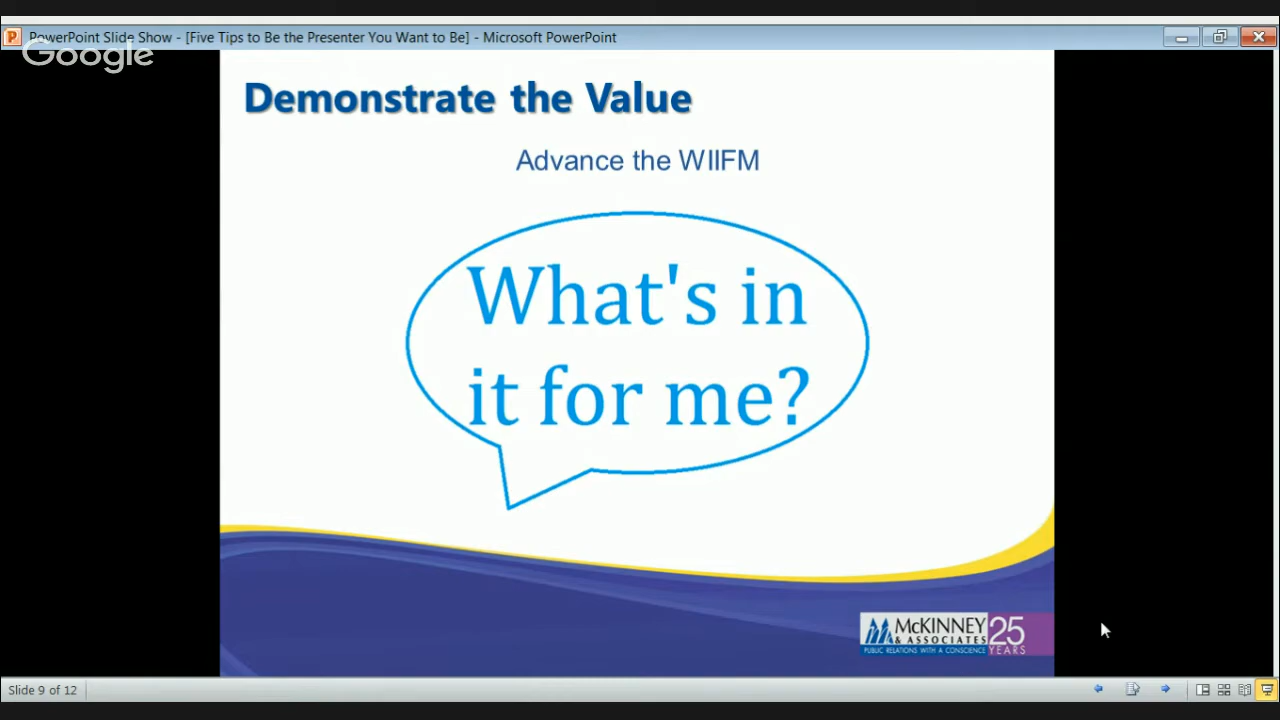 PowerPoint Slide Show - [Five Tips to Be the Presenter You Want to Be] - Microsoft PowerPoint
Google
Demonstrate the Value
Advance the WIIFM
What's in
it for me?
McKINNEY
& ASSOCIATES
PUBLIC RELATIONS WITH A CONSCIENCE
25
YEARS
Slide 9 of 12